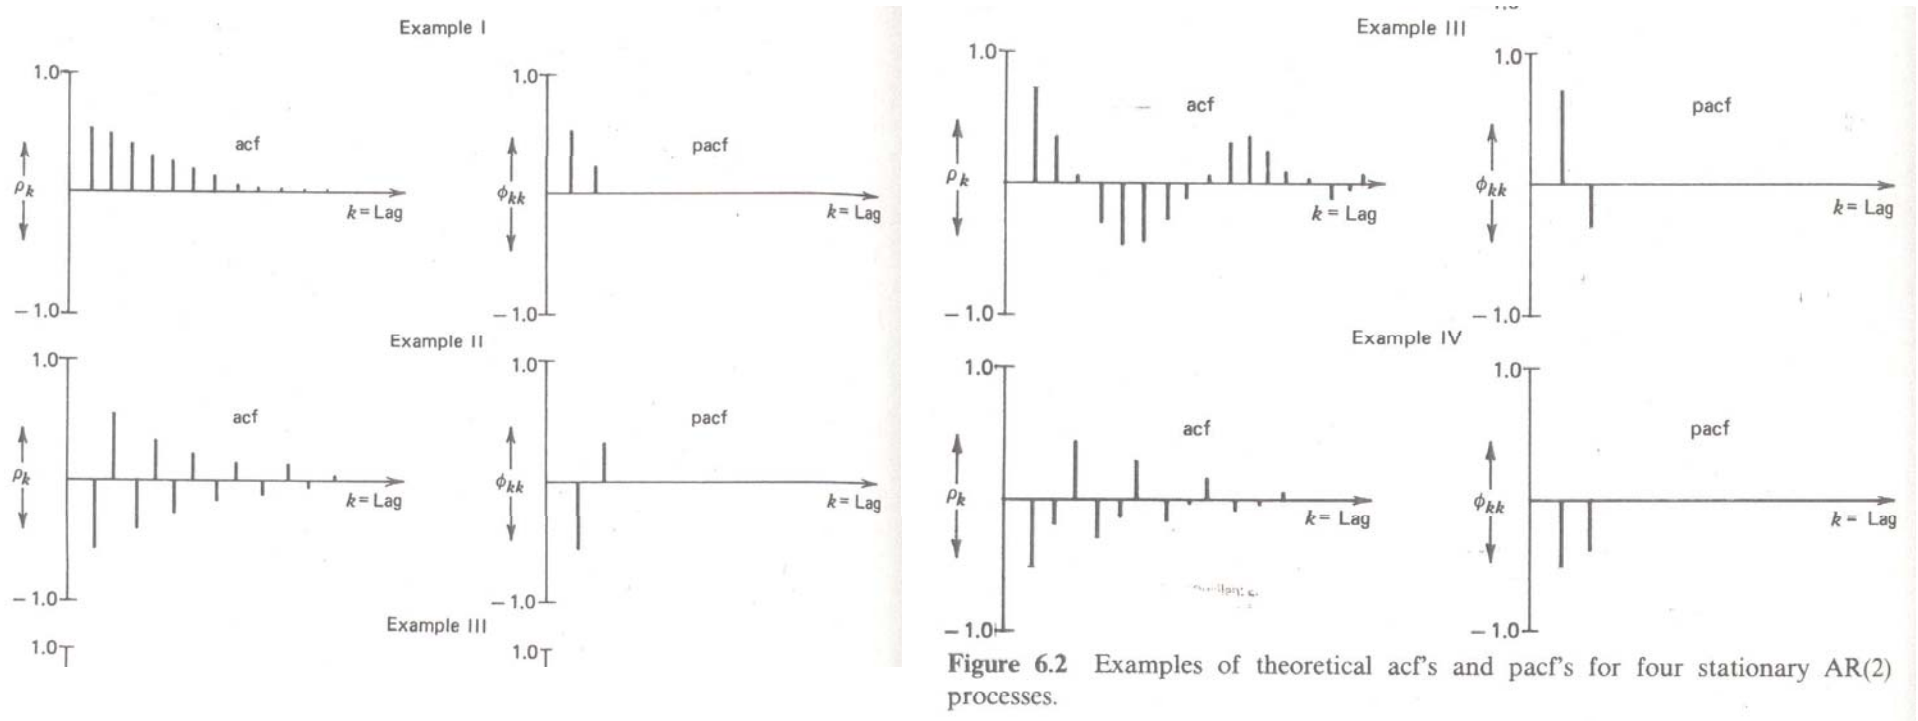 Example I
1.0
acf
ρk
k = Lag
– 1.0
1.0
pacf
ϕkk
k = Lag
– 1.0
Example II
1.0
acf
ρk
k = Lag
– 1.0
1.0
pacf
ϕkk
k = Lag
– 1.0
Example III
1.0
1.0
Example III
1.0
acf
ρk
k = Lag
– 1.0
1.0
pacf
ϕkk
k = Lag
– 1.0
Example IV
1.0
acf
ρk
k = Lag
– 1.0
1.0
pacf
ϕkk
k = Lag
– 1.0
Figure 6.2 Examples of theoretical acf's and pacf's for four stationary AR(2)
processes.